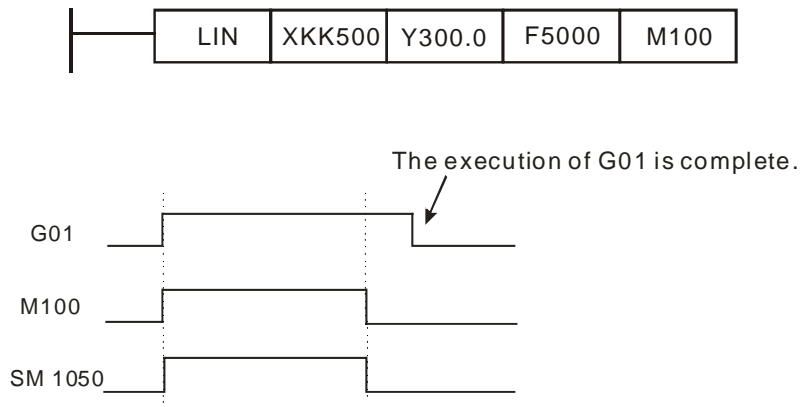 LIN XKK500 Y300.0 F5000 M100
The execution of G01 is complete.
G01
M100
SM 1050